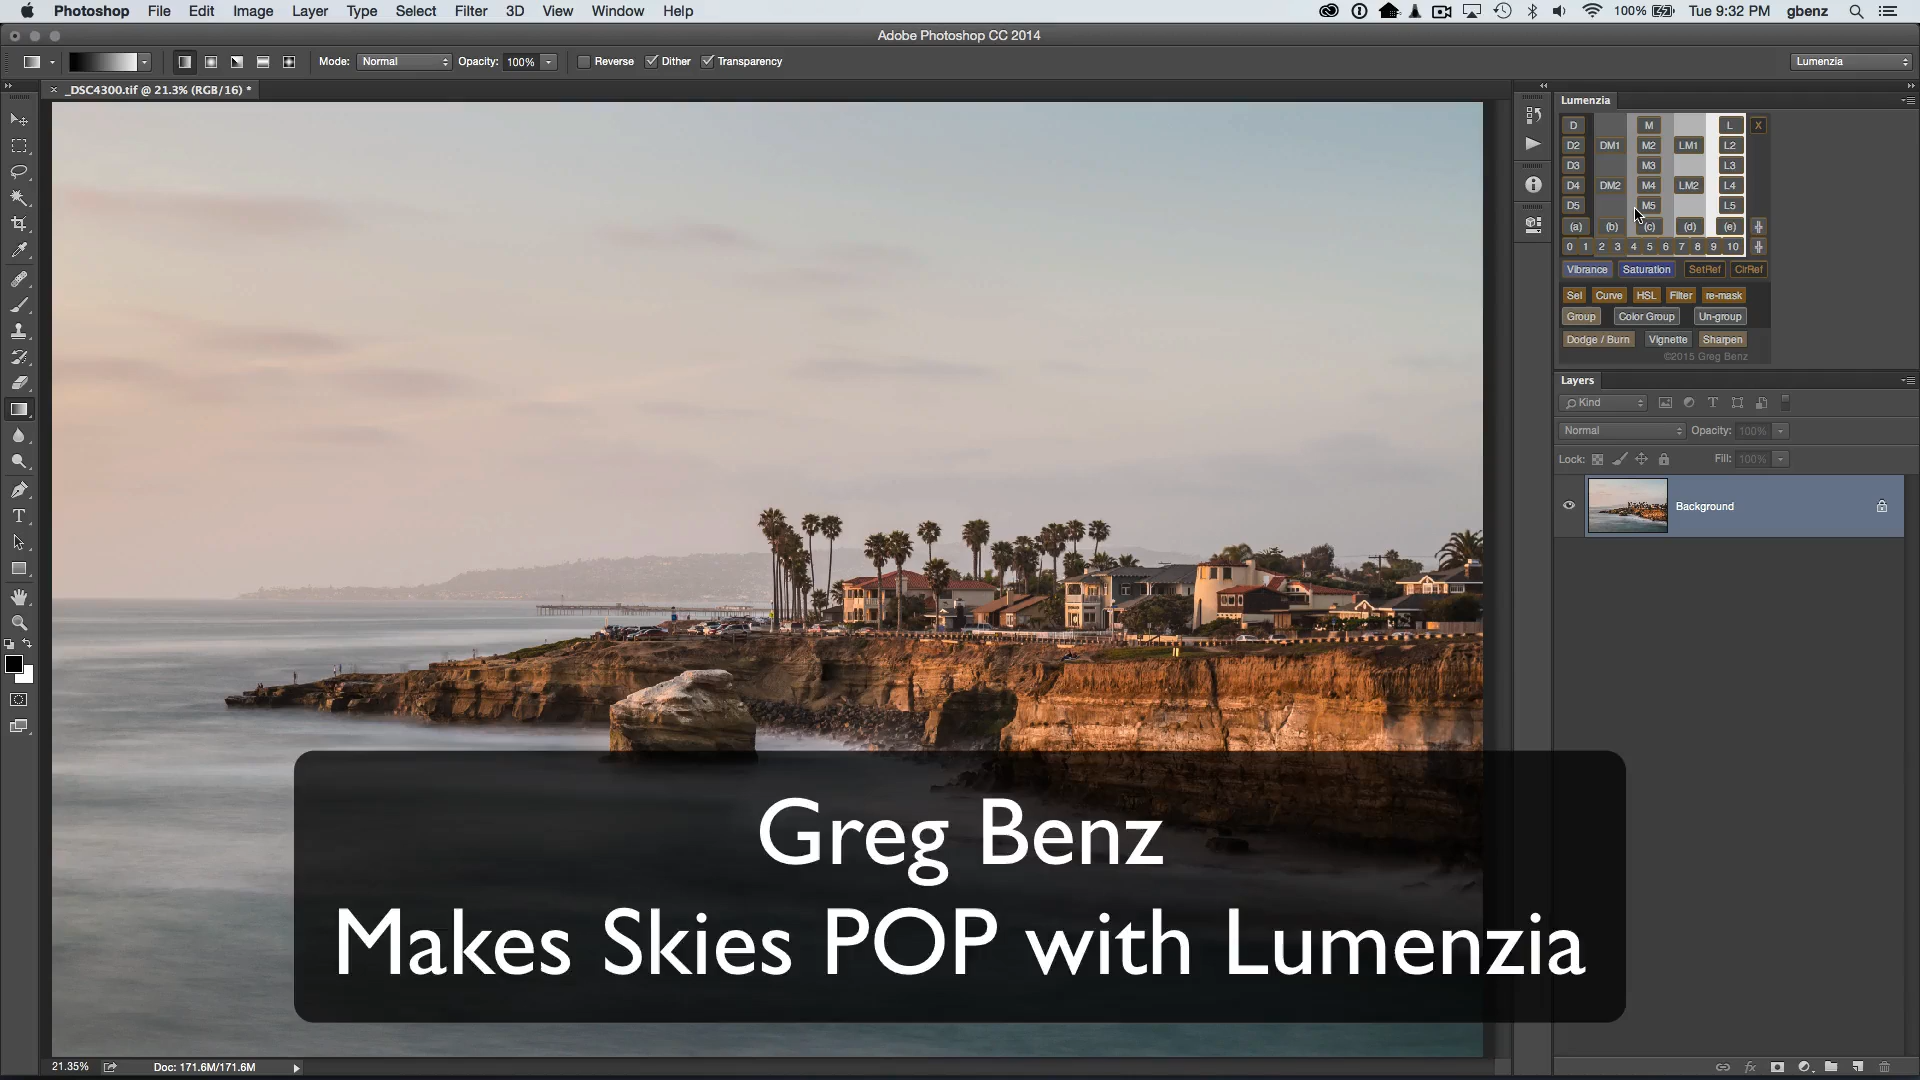 Photoshop File Edit Image Layer Type Select Filter 3D View Window Help 100% Tue 9:32 PM gbenz
Adobe Photoshop CC 2014
Mode: Normal Opacity: 100% Reverse Dither Transparency Lumenzia
_DSC4300.tif @ 21.3% (RGB/16) *
Lumenzia
D M L X
D2 DM1 M2 LM1 L2
D3 M3 L3
D4 DM2 M4 LM2 L4
D5 M5 L5
(a) (b) (c) (d) (e)
0 1 2 3 4 5 6 7 8 9 10
Vibrance Saturation SetRef ClrRef
Sel Curve HSL Filter re-mask
Group Color Group Un-group
Dodge / Burn Vignette Sharpen
©2015 Greg Benz
Layers
Kind
Normal Opacity: 100%
Lock: Fill: 100%
Background
Greg Benz
Makes Skies POP with Lumenzia
21.35% Doc: 171.6M/171.6M